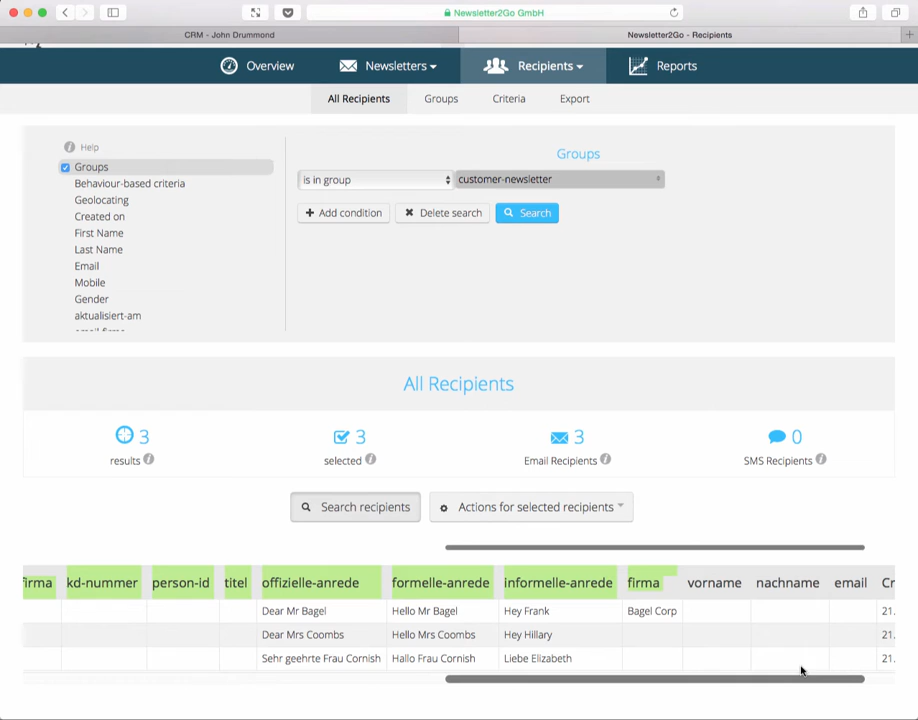 Newsletter2Go GmbH
CRM - John Drummond
Newsletter2Go - Recipients
Overview
Newsletters
Recipients
Reports
All Recipients
Groups
Criteria
Export
Help
Groups
Behaviour-based criteria
Geolocating
Created on
First Name
Last Name
Email
Mobile
Gender
aktualisiert-am
Groups
is in group
customer-newsletter
+ Add condition
Delete search
Search
All Recipients
3
results
3
selected
3
Email Recipients
0
SMS Recipients
Search recipients
Actions for selected recipients
firma kd-nummer person-id titel offizielle-anrede formelle-anrede informelle-anrede firma vorname nachname email Cr
Dear Mr Bagel Hello Mr Bagel Hey Frank Bagel Corp 21.
Dear Mrs Coombs Hello Mrs Coombs Hey Hillary 21.
Sehr geehrte Frau Cornish Hallo Frau Cornish Liebe Elizabeth 21.